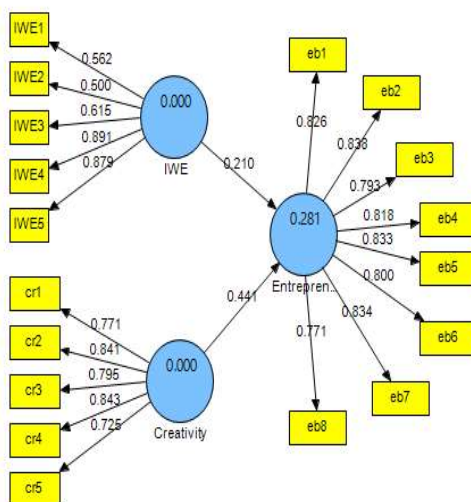 IWE1
0.562
IWE2
0.500
IWE3
0.615
IWE4
0.891
IWE5
0.879
0.000
IWE
0.210
eb1
0.826
eb2
0.838
eb3
0.793
eb4
0.818
eb5
0.833
eb6
0.800
eb7
0.834
eb8
0.771
0.281
Entrepren...
0.441
cr1
0.771
cr2
0.841
cr3
0.795
cr4
0.843
cr5
0.725
0.000
Creativity